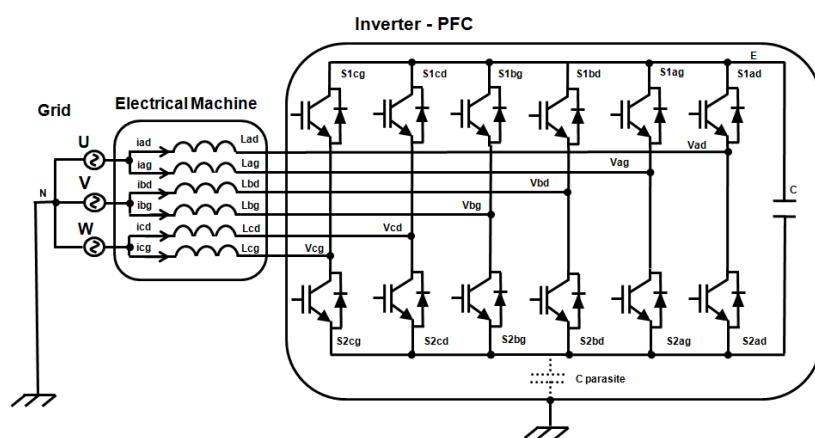 Inverter - PFC
E
S1cg S1cd S1bg S1bd S1ag S1ad
Grid Electrical Machine
U iad Lad Vad
iag Lag Vag
N V ibd Lbd Vbd
ibg Lbg Vbg
C
W icd Lcd Vcd
icg Lcg Vcg
S2cg S2cd S2bg S2bd S2ag S2ad
C parasite